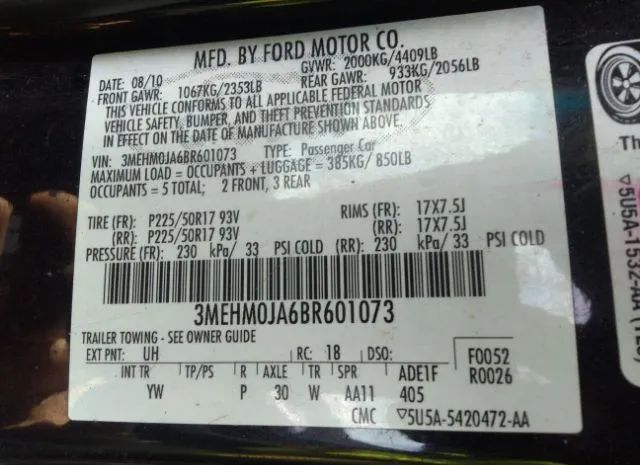 MFD. BY FORD MOTOR CO.
DATE: 08/10 GVWR: 2000KG/4409LB
FRONT GAWR: 1067KG/2353LB REAR GAWR: 933KG/2056LB
THIS VEHICLE CONFORMS TO ALL APPLICABLE FEDERAL MOTOR
VEHICLE SAFETY, BUMPER, AND THEFT PREVENTION STANDARDS
IN EFFECT ON THE DATE OF MANUFACTURE SHOWN ABOVE.
VIN: 3MEHM0JA6BR601073 TYPE: Passenger Car
MAXIMUM LOAD = OCCUPANTS + LUGGAGE = 385KG/ 850LB
OCCUPANTS = 5 TOTAL; 2 FRONT, 3 REAR
TIRE (FR): P225/50R17 93V RIMS (FR): 17X7.5J
(RR): P225/50R17 93V (RR): 17X7.5J
PRESSURE (FR): 230 kPa/ 33 PSI COLD (RR): 230 kPa/ 33 PSI COLD
3MEHM0JA6BR601073
TRAILER TOWING - SEE OWNER GUIDE
EXT PNT: UH RC: 18 DSO: F0052
INT TR TP/PS R AXLE TR SPR ADE1F R0026
YW P 30 W AA11 405
CMC ▽5U5A-5420472-AA
Th
▽5U5A-1532-AA